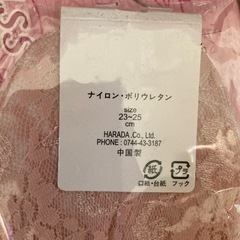 SS
ナイロン・ポリウレタン
size
23~25
cm
HARADA.Co., Ltd.
PHONE : 0744-43-3187
中国製
紙
プラ
口紙・台紙
フック